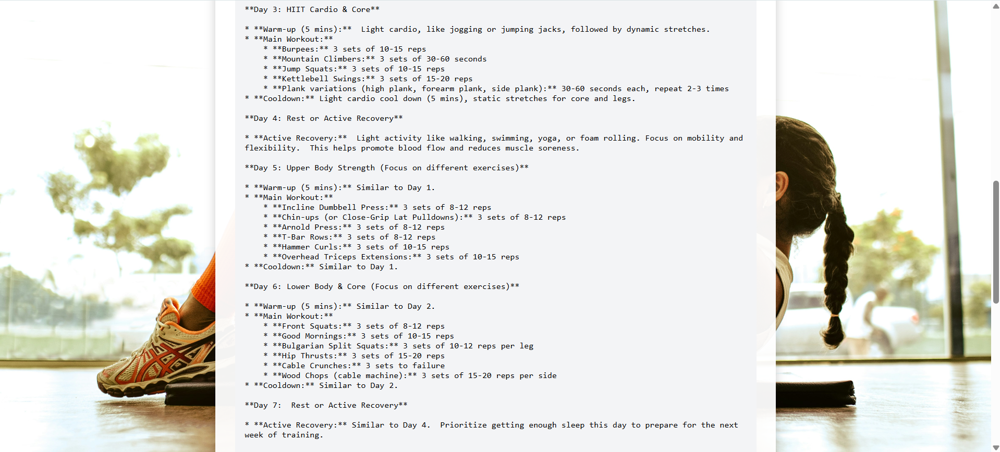 **Day 3: HIIT Cardio & Core**
* **Warm-up (5 mins):**  Light cardio, like jogging or jumping jacks, followed by dynamic stretches.
* **Main Workout:**
    * **Burpees:** 3 sets of 10-15 reps
    * **Mountain Climbers:** 3 sets of 30-60 seconds
    * **Jump Squats:** 3 sets of 10-15 reps
    * **Kettlebell Swings:** 3 sets of 15-20 reps
    * **Plank variations (high plank, forearm plank, side plank):** 30-60 seconds each, repeat 2-3 times
* **Cooldown:** Light cardio cool down (5 mins), static stretches for core and legs.
**Day 4: Rest or Active Recovery**
* **Active Recovery:**  Light activity like walking, swimming, yoga, or foam rolling. Focus on mobility and
flexibility.  This helps promote blood flow and reduces muscle soreness.
**Day 5: Upper Body Strength (Focus on different exercises)**
* **Warm-up (5 mins):** Similar to Day 1.
* **Main Workout:**
    * **Incline Dumbbell Press:** 3 sets of 8-12 reps
    * **Chin-ups (or Close-Grip Lat Pulldowns):** 3 sets of 8-12 reps
    * **Arnold Press:** 3 sets of 8-12 reps
    * **T-Bar Rows:** 3 sets of 8-12 reps
    * **Hammer Curls:** 3 sets of 10-15 reps
    * **Overhead Triceps Extensions:** 3 sets of 10-15 reps
* **Cooldown:** Similar to Day 1.
**Day 6: Lower Body & Core (Focus on different exercises)**
* **Warm-up (5 mins):** Similar to Day 2.
* **Main Workout:**
    * **Front Squats:** 3 sets of 8-12 reps
    * **Good Mornings:** 3 sets of 10-15 reps
    * **Bulgarian Split Squats:** 3 sets of 10-12 reps per leg
    * **Hip Thrusts:** 3 sets of 15-20 reps
    * **Cable Crunches:** 3 sets to failure
    * **Wood Chops (cable machine):** 3 sets of 15-20 reps per side
* **Cooldown:** Similar to Day 2.
**Day 7:  Rest or Active Recovery**
* **Active Recovery:** Similar to Day 4.  Prioritize getting enough sleep this day to prepare for the next
week of training.